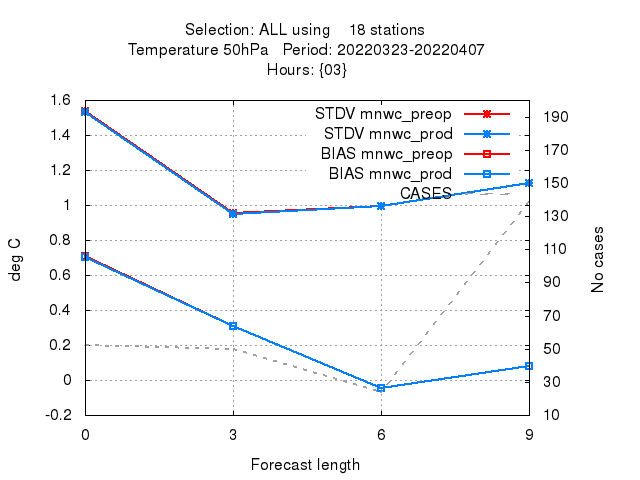 Selection: ALL using 18 stations
Temperature 50hPa Period: 20220323-20220407
Hours: {03}
1.6
1.4
1.2
1
0.8
0.6
0.4
0.2
0
-0.2
deg C
STDV mnwc_preop
STDV mnwc_prod
BIAS mnwc_preop
BIAS mnwc_prod
CASES
190
170
150
130
110
90
70
50
30
10
No cases
0 3 6 9
Forecast length